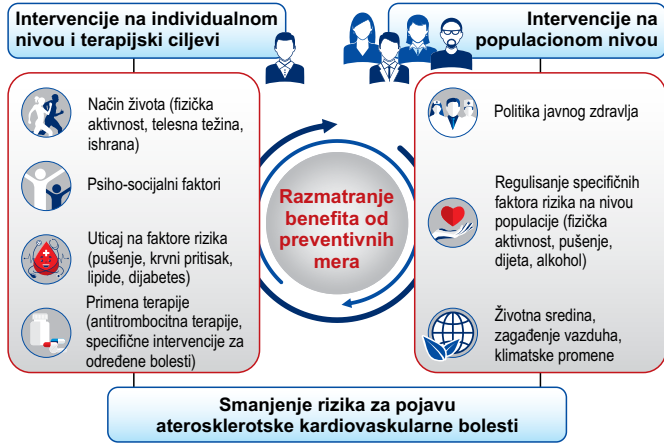 Intervencije na individualnom
nivou i terapijski ciljevi
Način života (fizička
aktivnost, telesna težina,
ishrana)
Psiho-socijalni faktori
Uticaj na faktore rizika
(pušenje, krvni pritisak,
lipide, dijabetes)
Primena terapije
(antitrombocitna terapije,
specifične intervencije za
određene bolesti)
Razmatranje
benefita od
preventivnih
mera
Intervencije na
populacionom nivou
Politika javnog zdravlja
Regulisanje specifičnih
faktora rizika na nivou
populacije (fizička
aktivnost, pušenje,
dijeta, alkohol)
Životna sredina,
zagađenje vazduha,
klimatske promene
Smanjenje rizika za pojavu
aterosklerotske kardiovaskularne bolesti